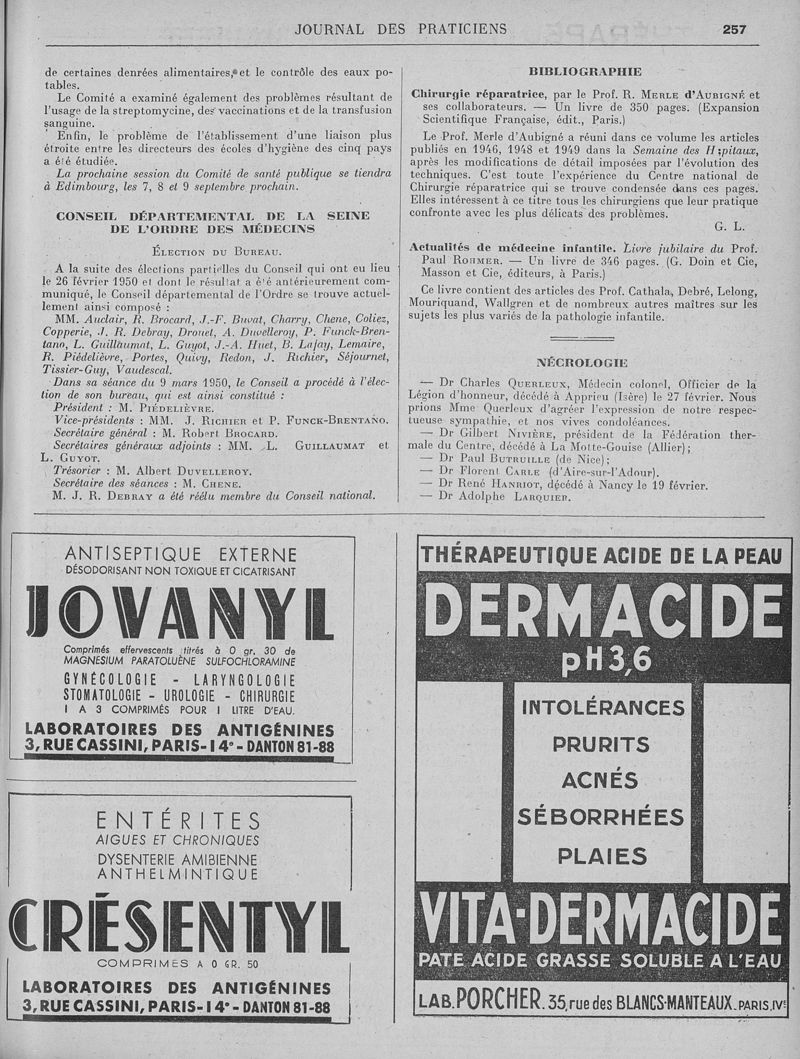 JOURNAL DES PRATICIENS 257
de certaines denrées alimentaires, et le contrôle des eaux po-
tables.
Le Comité a examiné également des problèmes résultant de
l'usage de la streptomycine, des vaccinations et de la transfusion
sanguine.
Enfin, le problème de l'établissement d'une liaison plus
étroite entre les directeurs des écoles d'hygiène des cinq pays
a été étudiée.
La prochaine session du Comité de santé publique se tiendra
à Edimbourg, les 7, 8 et 9 septembre prochain.
CONSEIL DÉPARTEMENTAL DE LA SEINE
DE L'ORDRE DES MÉDECINS
ÉLECTION DU BUREAU.
A la suite des élections partielles du Conseil qui ont eu lieu
le 26 février 1950 et dont le résultat a été antérieurement com-
muniqué, le Conseil départemental de l'Ordre se trouve actuel-
lement ainsi composé :
MM. Auclair, R. Brocard, J.-F. Buvat, Charry, Chene, Coliez,
Copperie, J. R. Debray, Drouet, A. Duvelleroy, P. Funck-Bren-
tano, L. Guillaumat, L. Guyot, J.-A. Huet, B. Lajay, Lemaire,
R. Piédelièvre, Portes, Quivy, Redon, J. Richier, Séjournet,
Tissier-Guy, Vaudescal.
Dans sa séance du 9 mars 1950, le Conseil a procédé à l'élec-
tion de son bureau, qui est ainsi constitué :
Président : M. PIÉDELIÈVRE.
Vice-présidents : MM. J. RICHIER et P. FUNCK-BRENTANO.
Secrétaire général : M. Robert BROCARD.
Secrétaires généraux adjoints : MM. L. GUILLAUMAT et
L. GUYOT.
Trésorier : M. Albert DUVELLEROY.
Secrétaire des séances : M. CHENE.
M. J. R. DEBRAY a été réélu membre du Conseil national.
BIBLIOGRAPHIE
Chirurgie réparatrice, par le Prof. R. MERLE d'AUBIGNÉ et
ses collaborateurs. — Un livre de 350 pages. (Expansion
Scientifique Française, édit., Paris.)
Le Prof. Merle d'Aubigné a réuni dans ce volume les articles
publiés en 1946, 1948 et 1949 dans la Semaine des Hôpitaux,
après les modifications de détail imposées par l'évolution des
techniques. C'est toute l'expérience du Centre national de
Chirurgie réparatrice qui se trouve condensée dans ces pages.
Elles intéressent à ce titre tous les chirurgiens que leur pratique
confronte avec les plus délicats des problèmes.
G. L.
Actualités de médecine infantile. Livre jubilaire du Prof.
Paul ROHMER. — Un livre de 346 pages. (G. Doin et Cie,
Masson et Cie, éditeurs, à Paris.)
Ce livre contient des articles des Prof. Cathala, Debré, Lelong,
Mouriquand, Wallgren et de nombreux autres maîtres sur les
sujets les plus variés de la pathologie infantile.
NÉCROLOGIE
— Dr Charles QUERLEUX, Médecin colonel, Officier de la
Légion d'honneur, décédé à Apprieu (Isère) le 27 février. Nous
prions Mme Querleux d'agréer l'expression de notre respec-
tueuse sympathie, et nos vives condoléances.
— Dr Gilbert NIVIÈRE, président de la Fédération ther-
male du Centre, décédé à La Motte-Gouise (Allier) ;
— Dr Paul BUTRUILLE (de Nice) ;
— Dr Florent CARLE (d'Aire-sur-l'Adour).
— Dr René HANRIOT, décédé à Nancy le 19 février.
— Dr Adolphe LARQUIER.
ANTISEPTIQUE EXTERNE
DÉSODORISANT NON TOXIQUE ET CICATRISANT
JOVANYL
Comprimés effervescents titrés à 0 gr. 30 de
MAGNESIUM PARATOLUÈNE SULFOCHLORAMINE
GYNÉCOLOGIE - LARYNGOLOGIE
STOMATOLOGIE - UROLOGIE - CHIRURGIE
1 A 3 COMPRIMÉS POUR 1 LITRE D'EAU.
LABORATOIRES DES ANTIGÉNINES
3, RUE CASSINI, PARIS-14e - DANTON 81-88
ENTÉRITES
AIGUES ET CHRONIQUES
DYSENTERIE AMIBIENNE
ANTHELMINTIQUE
CRÉSENTYL
COMPRIMÉS A 0 GR. 50
LABORATOIRES DES ANTIGÉNINES
3, RUE CASSINI, PARIS-14e - DANTON 81-88
THÉRAPEUTIQUE ACIDE DE LA PEAU
DERMACIDE
pH 3,6
INTOLÉRANCES
PRURITS
ACNÉS
SÉBORRHÉES
PLAIES
VITA-DERMACIDE
PATE ACIDE GRASSE SOLUBLE A L'EAU
LAB. PORCHER. 35, rue des BLANCS-MANTEAUX. PARIS, IVe